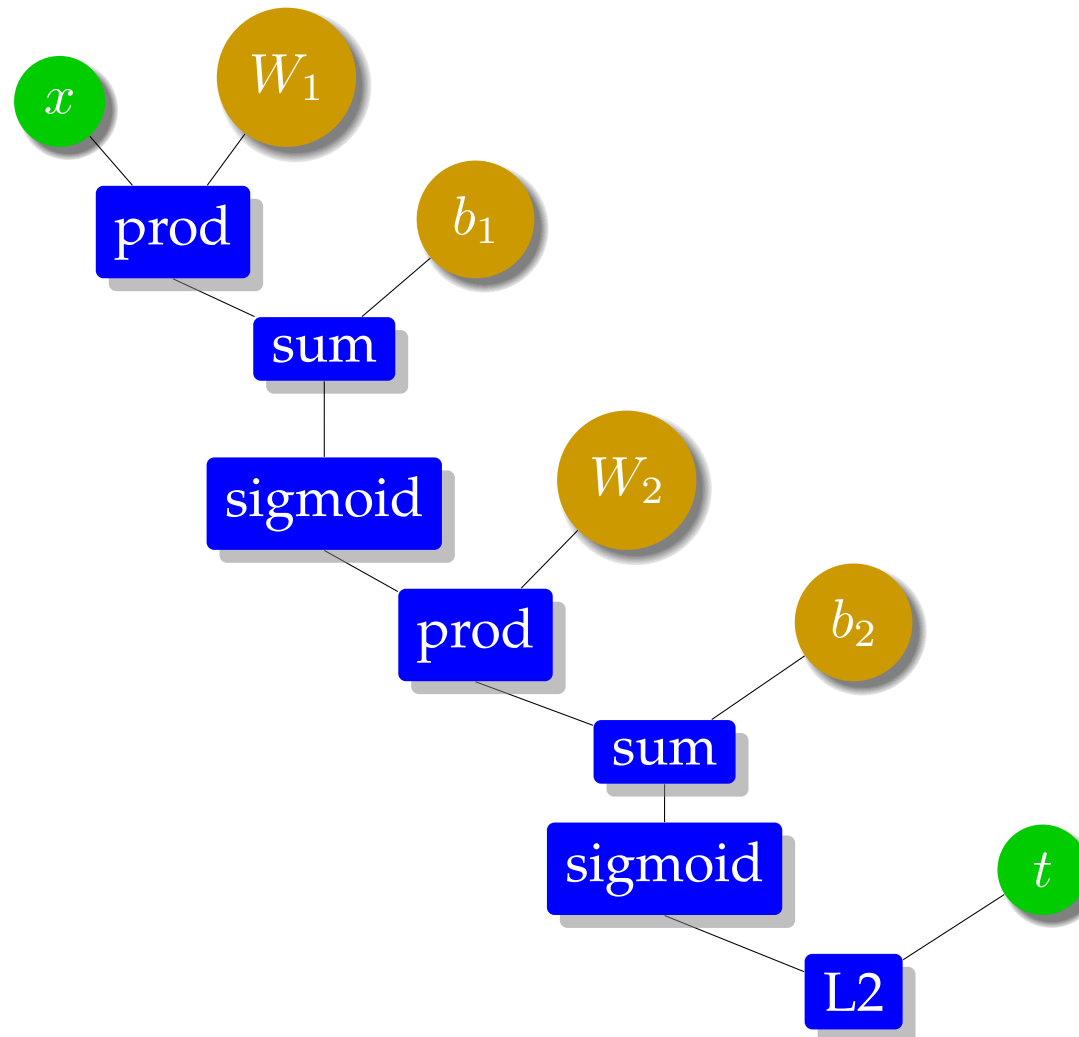 x
W₁
prod
b₁
sum
sigmoid
W₂
prod
b₂
sum
sigmoid
t
L2